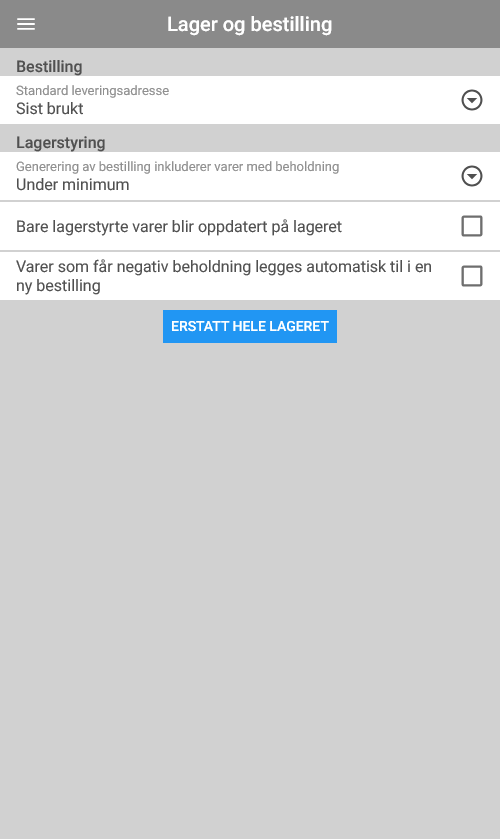 Lager og bestilling
Bestilling
Standard leveringsadresse
Sist brukt
Lagerstyring
Generering av bestilling inkluderer varer med beholdning
Under minimum
Bare lagerstyrte varer blir oppdatert på lageret
Varer som får negativ beholdning legges automatisk til i en
ny bestilling
ERSTATT HELE LAGERET